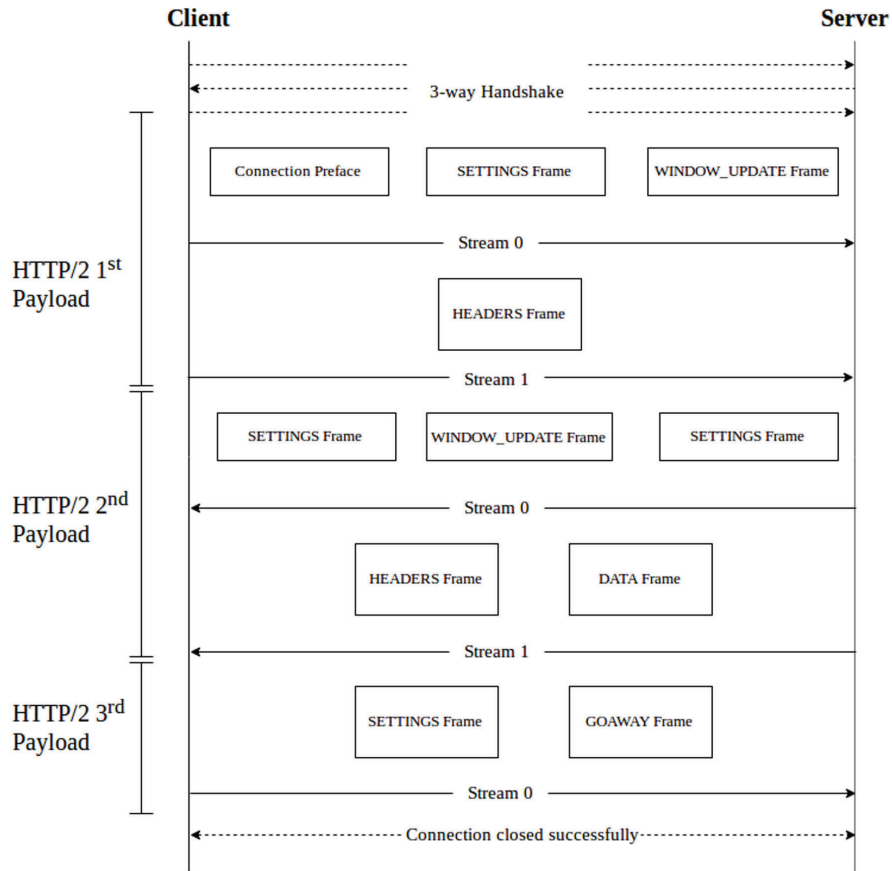 Client
Server
3-way Handshake
Connection Preface
SETTINGS Frame
WINDOW_UPDATE Frame
Stream 0
HTTP/2 1st
Payload
HEADERS Frame
Stream 1
SETTINGS Frame
WINDOW_UPDATE Frame
SETTINGS Frame
HTTP/2 2nd
Payload
Stream 0
HEADERS Frame
DATA Frame
Stream 1
HTTP/2 3rd
Payload
SETTINGS Frame
GOAWAY Frame
Stream 0
Connection closed successfully